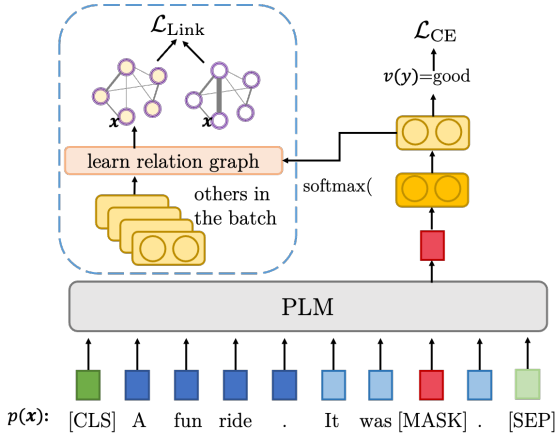 𝓛Link
𝓛CE
v(y)=good
x
x
learn relation graph
others in
the batch
softmax(
PLM
p(x): [CLS] A fun ride . It was [MASK] . [SEP]